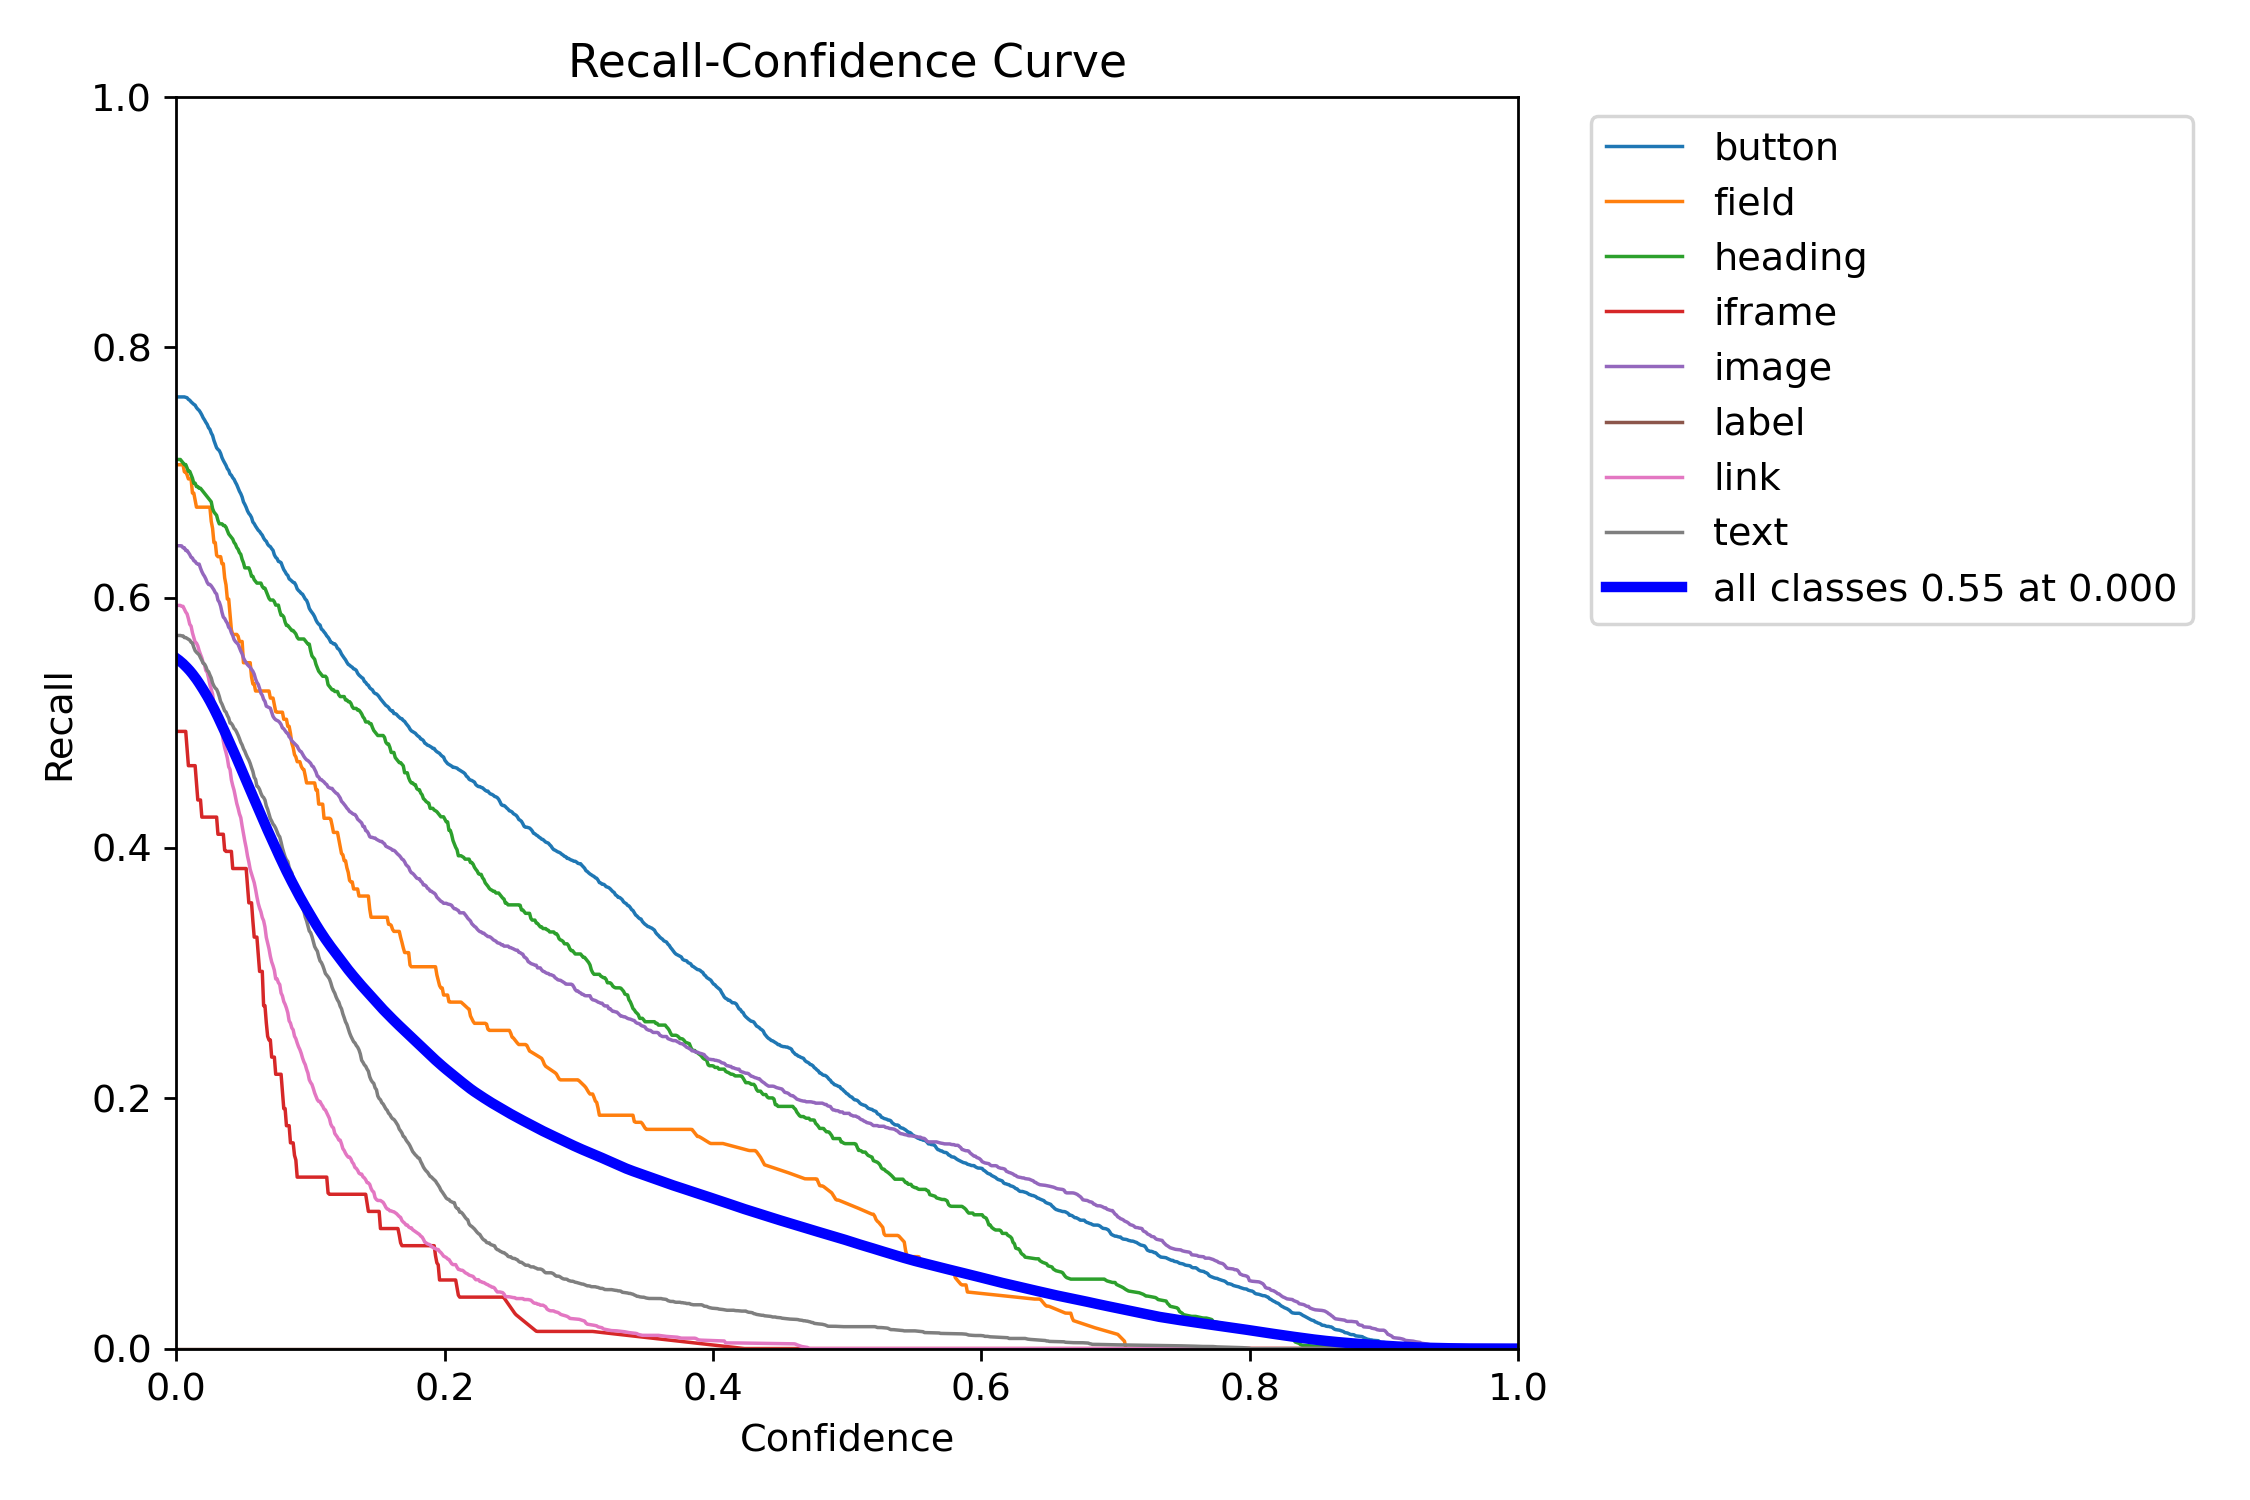 Recall-Confidence Curve
1.0
0.8
0.6
0.4
0.2
0.0
Recall
0.0 0.2 0.4 0.6 0.8 1.0
Confidence
button
field
heading
iframe
image
label
link
text
all classes 0.55 at 0.000